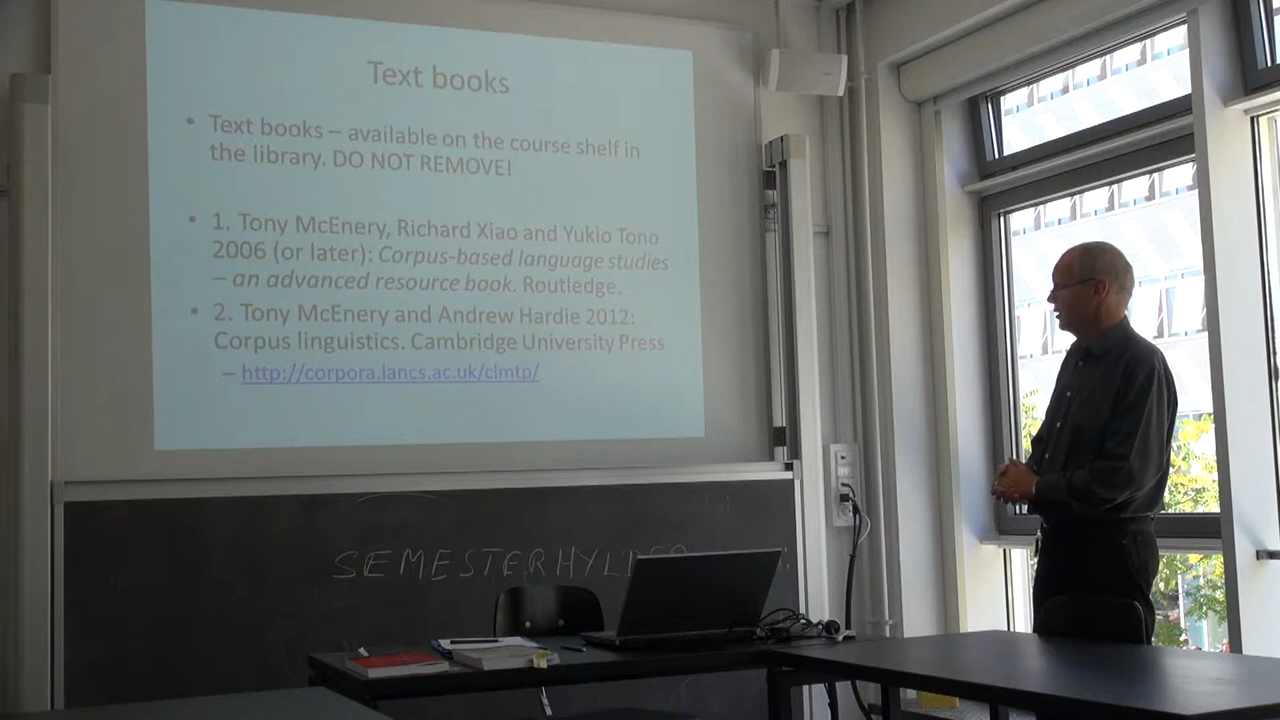 Text books
• Text books – available on the course shelf in
the library. DO NOT REMOVE!
• 1. Tony McEnery, Richard Xiao and Yukio Tono
2006 (or later): Corpus-based language studies
– an advanced resource book. Routledge.
• 2. Tony McEnery and Andrew Hardie 2012:
Corpus linguistics. Cambridge University Press
– http://corpora.lancs.ac.uk/clmtp/
SEMESTERHYLDER